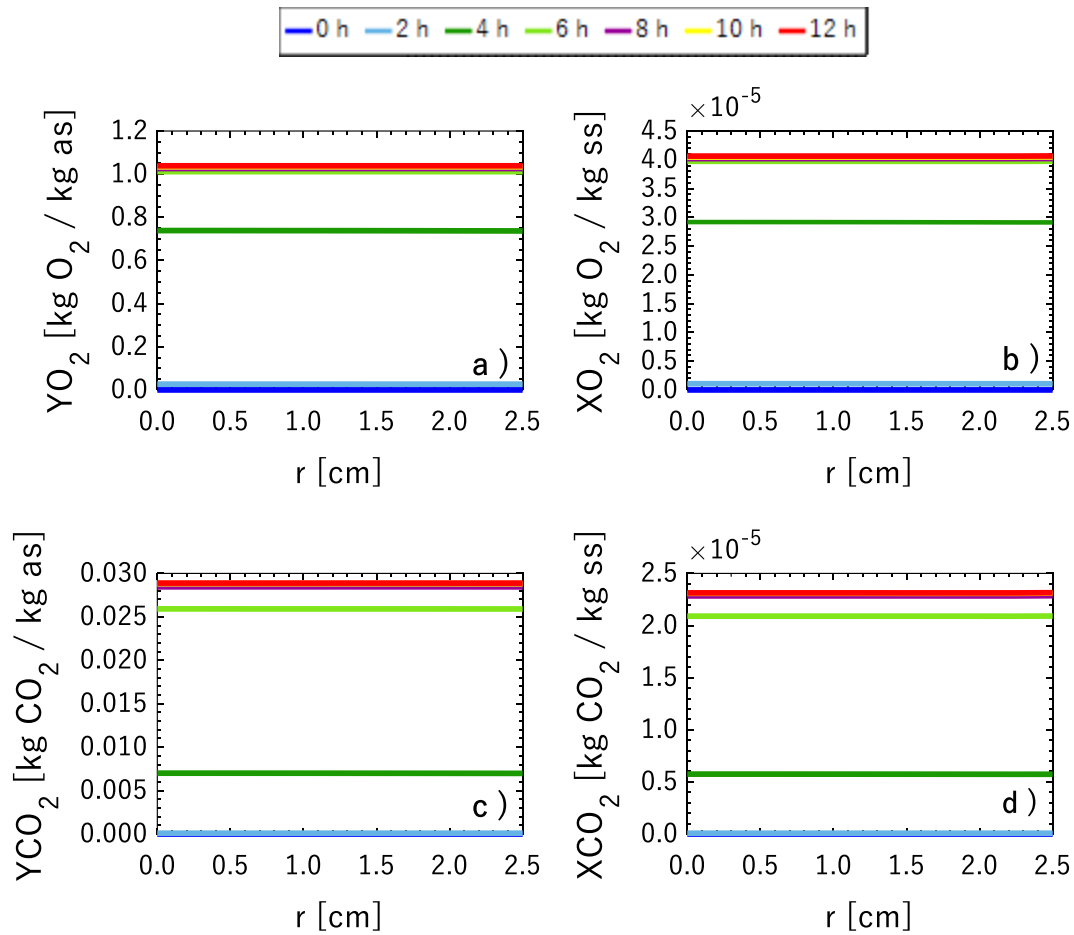 0 h 2 h 4 h 6 h 8 h 10 h 12 h
×10⁻⁵
YO₂ [kg O₂ / kg as]
1.2
1.0
0.8
0.6
0.4
0.2
0.0
a )
0.0 0.5 1.0 1.5 2.0 2.5
r [cm]
XO₂ [kg O₂ / kg ss]
4.5
4.0
3.5
3.0
2.5
2.0
1.5
1.0
0.5
0.0
b )
0.0 0.5 1.0 1.5 2.0 2.5
r [cm]
YCO₂ [kg CO₂ / kg as]
0.030
0.025
0.020
0.015
0.010
0.005
0.000
c )
0.0 0.5 1.0 1.5 2.0 2.5
r [cm]
×10⁻⁵
XCO₂ [kg CO₂ / kg ss]
2.5
2.0
1.5
1.0
0.5
0.0
d )
0.0 0.5 1.0 1.5 2.0 2.5
r [cm]